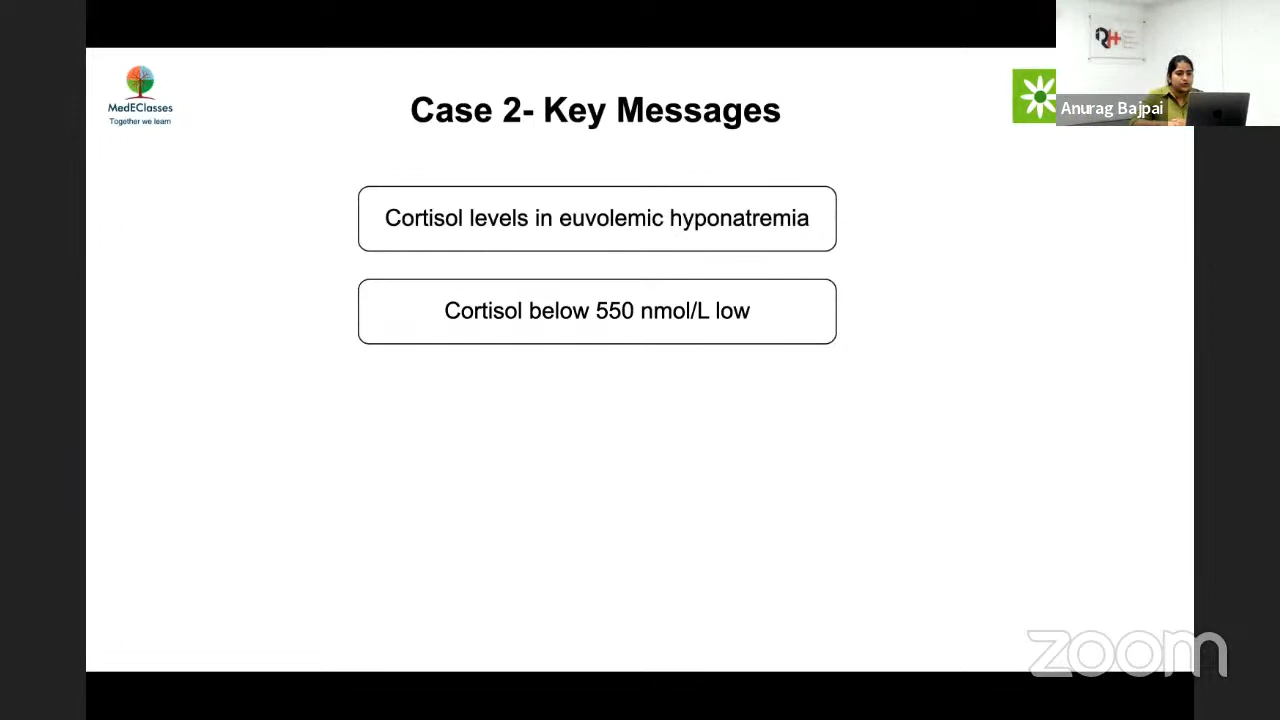 MedEClasses
Together we learn
Case 2- Key Messages
Anurag Bajpai
Cortisol levels in euvolemic hyponatremia
Cortisol below 550 nmol/L low
zoom